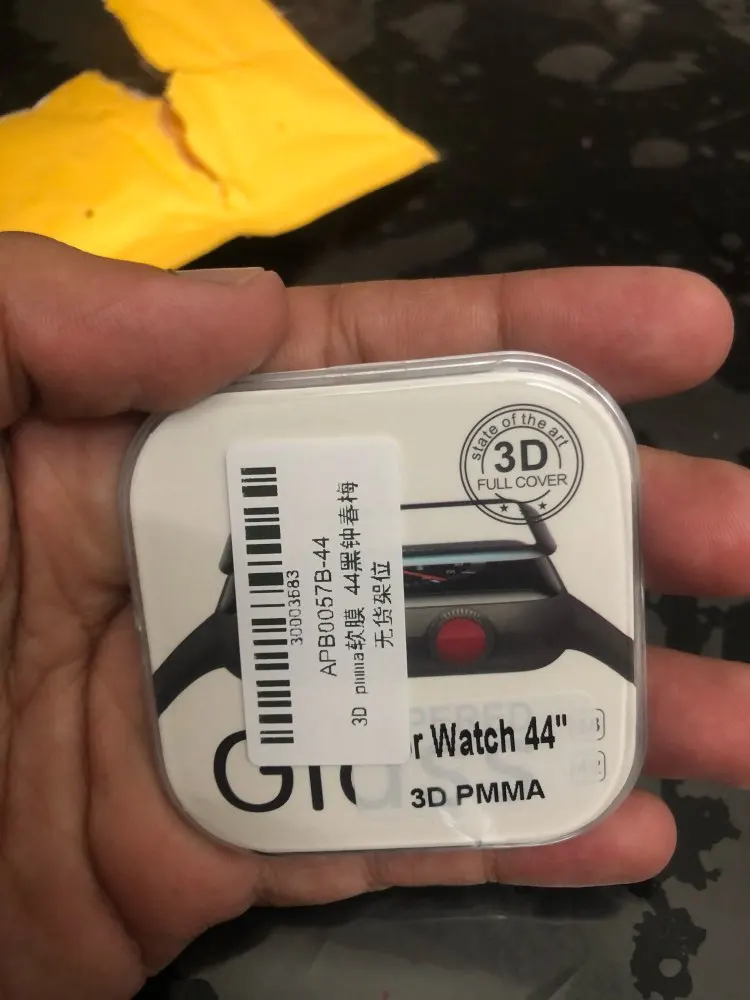 state of the art
3D
FULL COVER
30003683
APB0057B-44
3D pmma软膜 44黑钟春梅
无货架位
r Watch 44"
3D PMMA